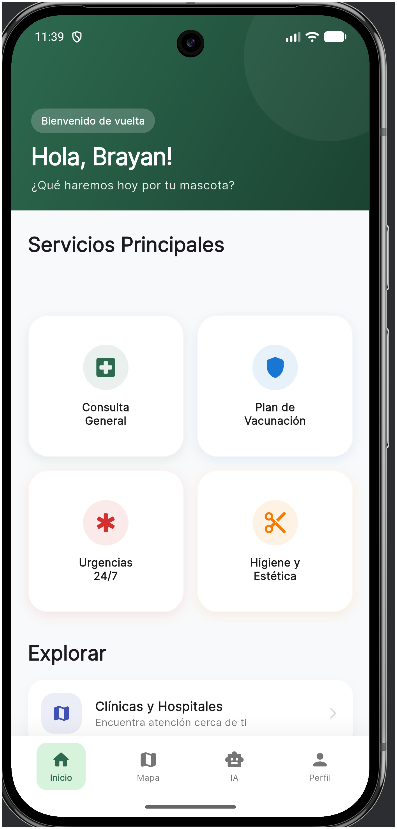 11:39
Bienvenido de vuelta
Hola, Brayan!
¿Qué haremos hoy por tu mascota?
Servicios Principales
Consulta
General
Plan de
Vacunación
Urgencias
24/7
Higiene y
Estética
Explorar
Clínicas y Hospitales
Encuentra atención cerca de ti
Inicio
Mapa
IA
Perfil